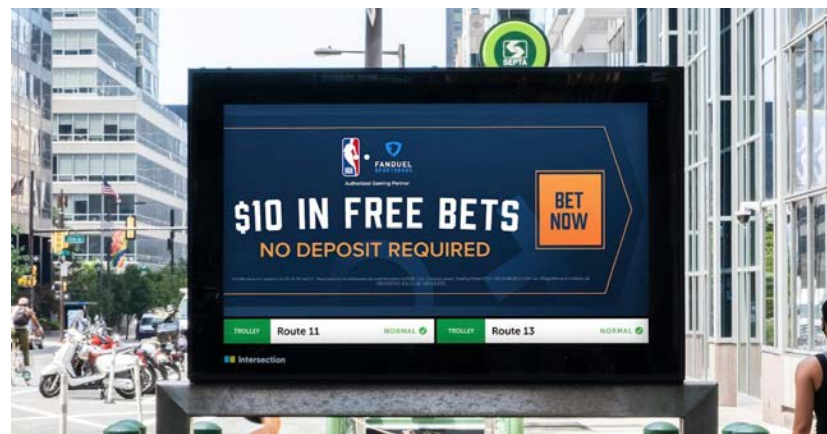 SEPTA
NBA
FANDUEL
SPORTSBOOK
Authorized Gaming Partner
$10 IN FREE BETS
NO DEPOSIT REQUIRED
BET
NOW
TROLLEY Route 11 NORMAL
TROLLEY Route 13 NORMAL
Intersection